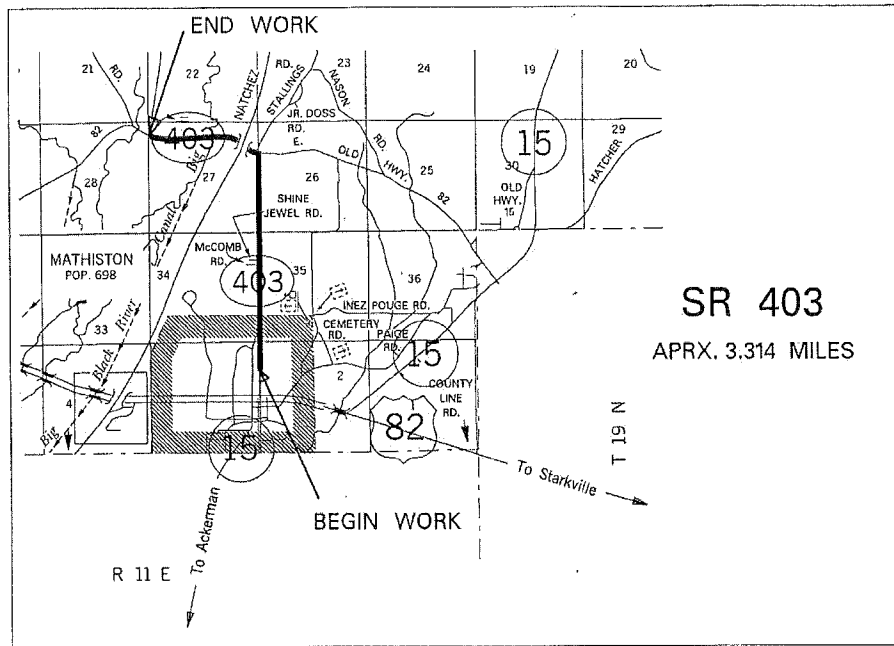 END WORK
21
RD.
22
NATCHEZ
RD.
STALLINGS
23
NASON
RD.
24
19
20
403
JR. DOSS
RD.
E.
82
Big
28
27
Canal
OLD
HWY.
82
25
26
15
30
OLD
HWY.
15
29
HATCHER
SHINE
JEWEL RD.
MATHISTON
POP. 698
McCOMB
RD.
403
34
35
36
INEZ POUGE RD.
CEMETERY
RD.
PAIGE
RD.
15
33
Big Black River
4
2
COUNTY
LINE
RD.
82
15
To Starkville
To Ackerman
BEGIN WORK
R 11 E
T 19 N
SR 403
APRX. 3.314 MILES